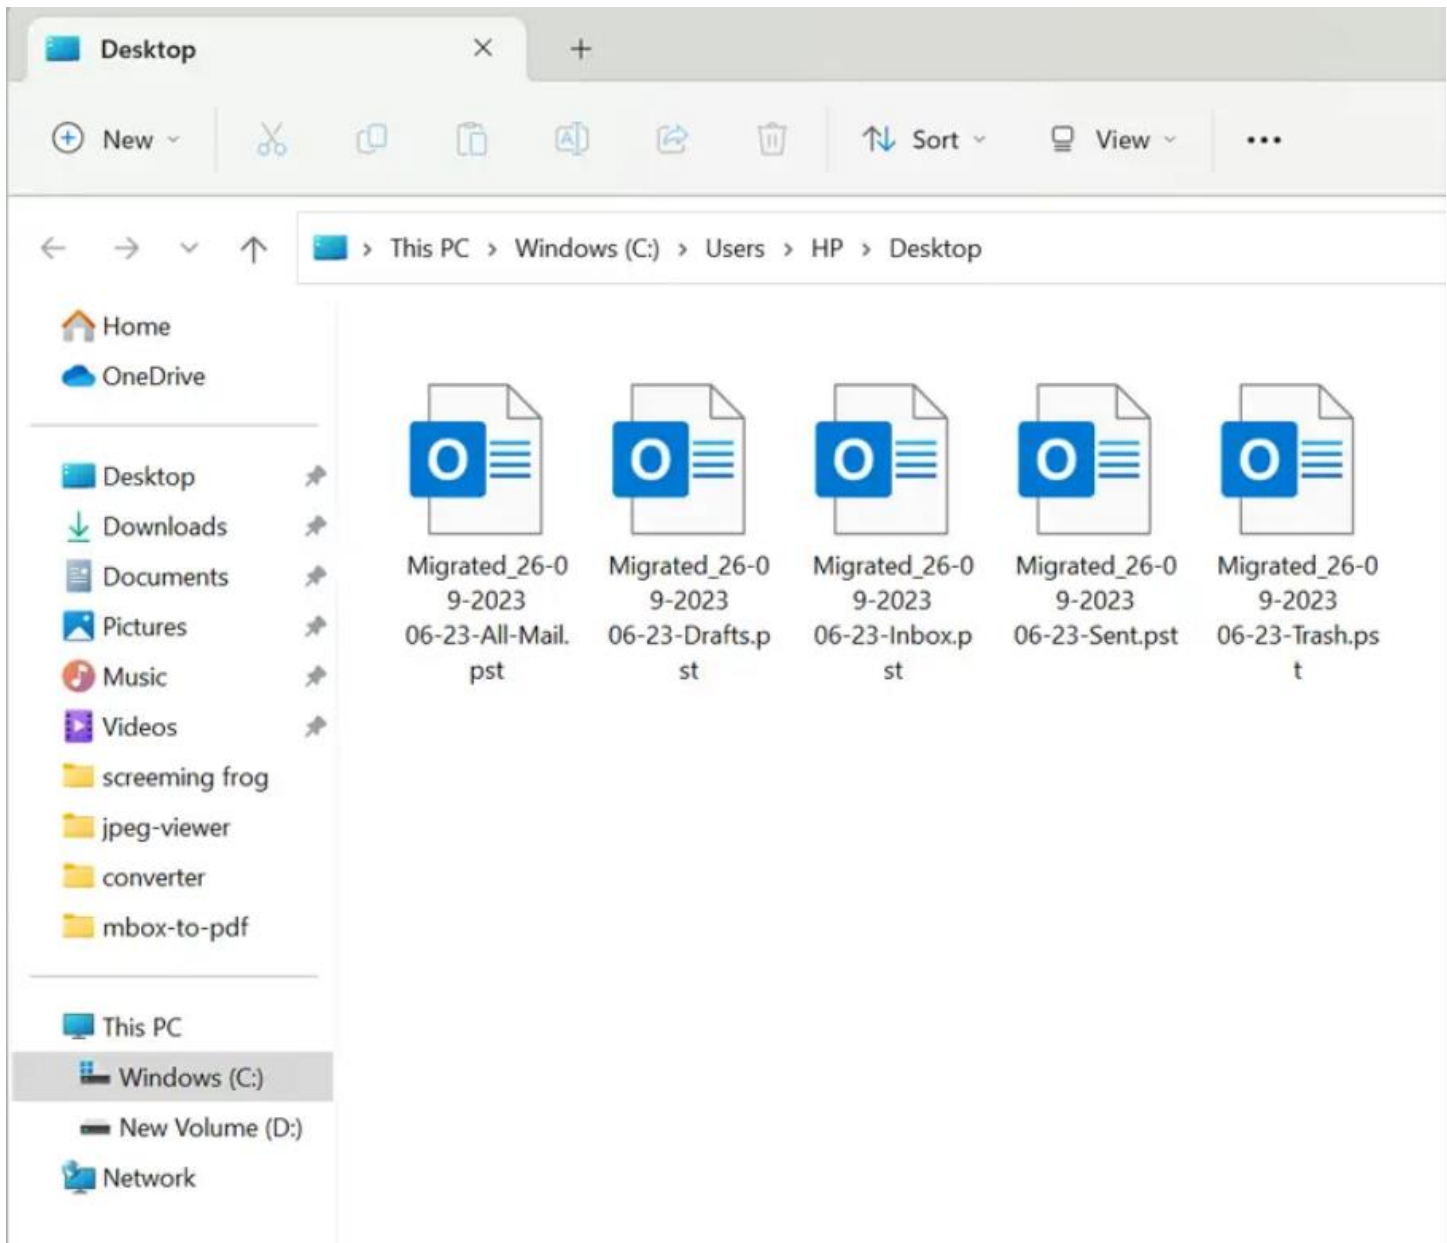 Desktop
New
Sort
View
This PC > Windows (C:) > Users > HP > Desktop
Home
OneDrive
Desktop
Downloads
Documents
Pictures
Music
Videos
screeming frog
jpeg-viewer
converter
mbox-to-pdf
This PC
Windows (C:)
New Volume (D:)
Network
Migrated_26-0
9-2023
06-23-All-Mail.
pst
Migrated_26-0
9-2023
06-23-Drafts.p
st
Migrated_26-0
9-2023
06-23-Inbox.p
st
Migrated_26-0
9-2023
06-23-Sent.pst
Migrated_26-0
9-2023
06-23-Trash.ps
t